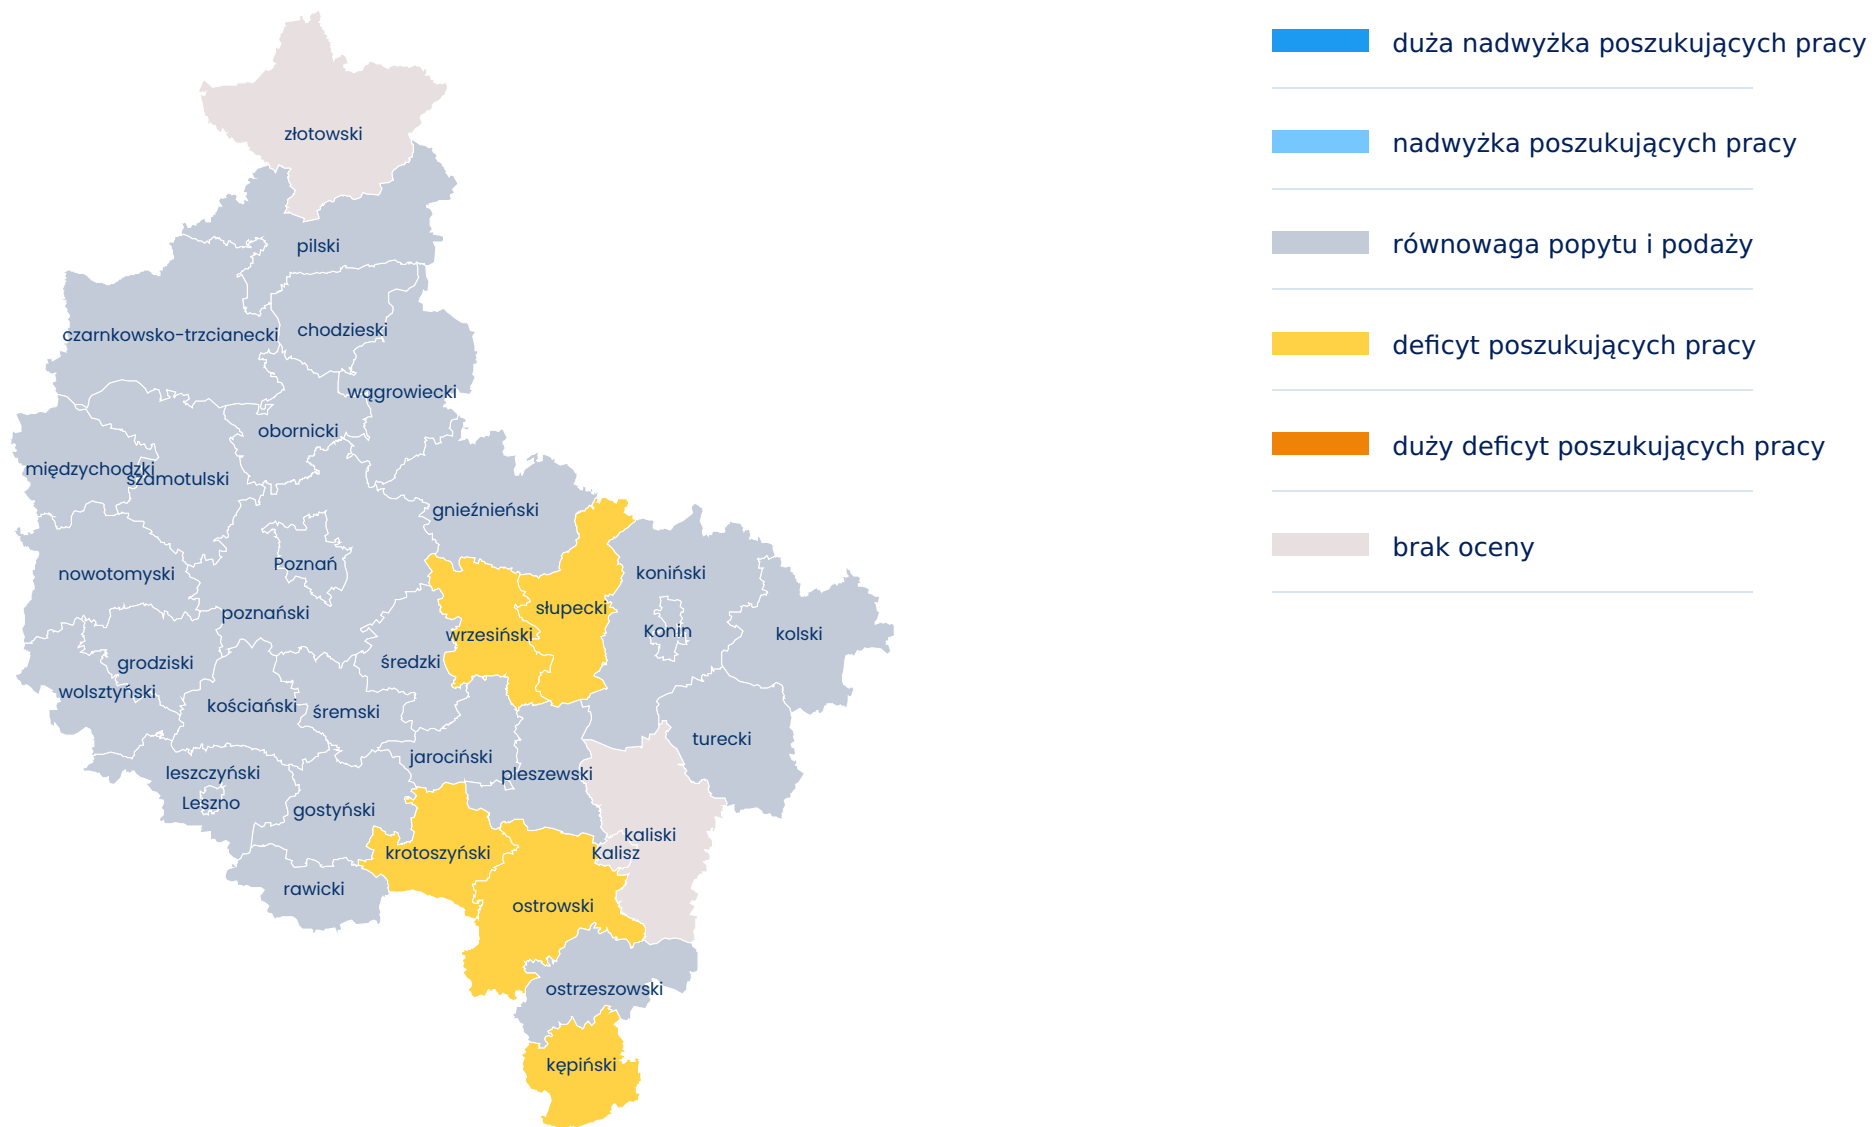 duża nadwyżka poszukujących pracy
nadwyżka poszukujących pracy
równowaga popytu i podaży
deficyt poszukujących pracy
duży deficyt poszukujących pracy
brak oceny
złotowski
pilski
czarnkowsko-trzcianecki
chodzieski
wągrowiecki
obornicki
międzychodzki
szamotulski
gnieźnieński
Poznań
nowotomyski
koniński
słupecki
poznański
Konin
kolski
wrzesiński
średzki
grodziski
wolsztyński
kościański
śremski
turecki
jarociński
leszczyński
pleszewski
Leszno
gostyński
kaliski
krotoszyński
Kalisz
rawicki
ostrowski
ostrzeszowski
kępiński